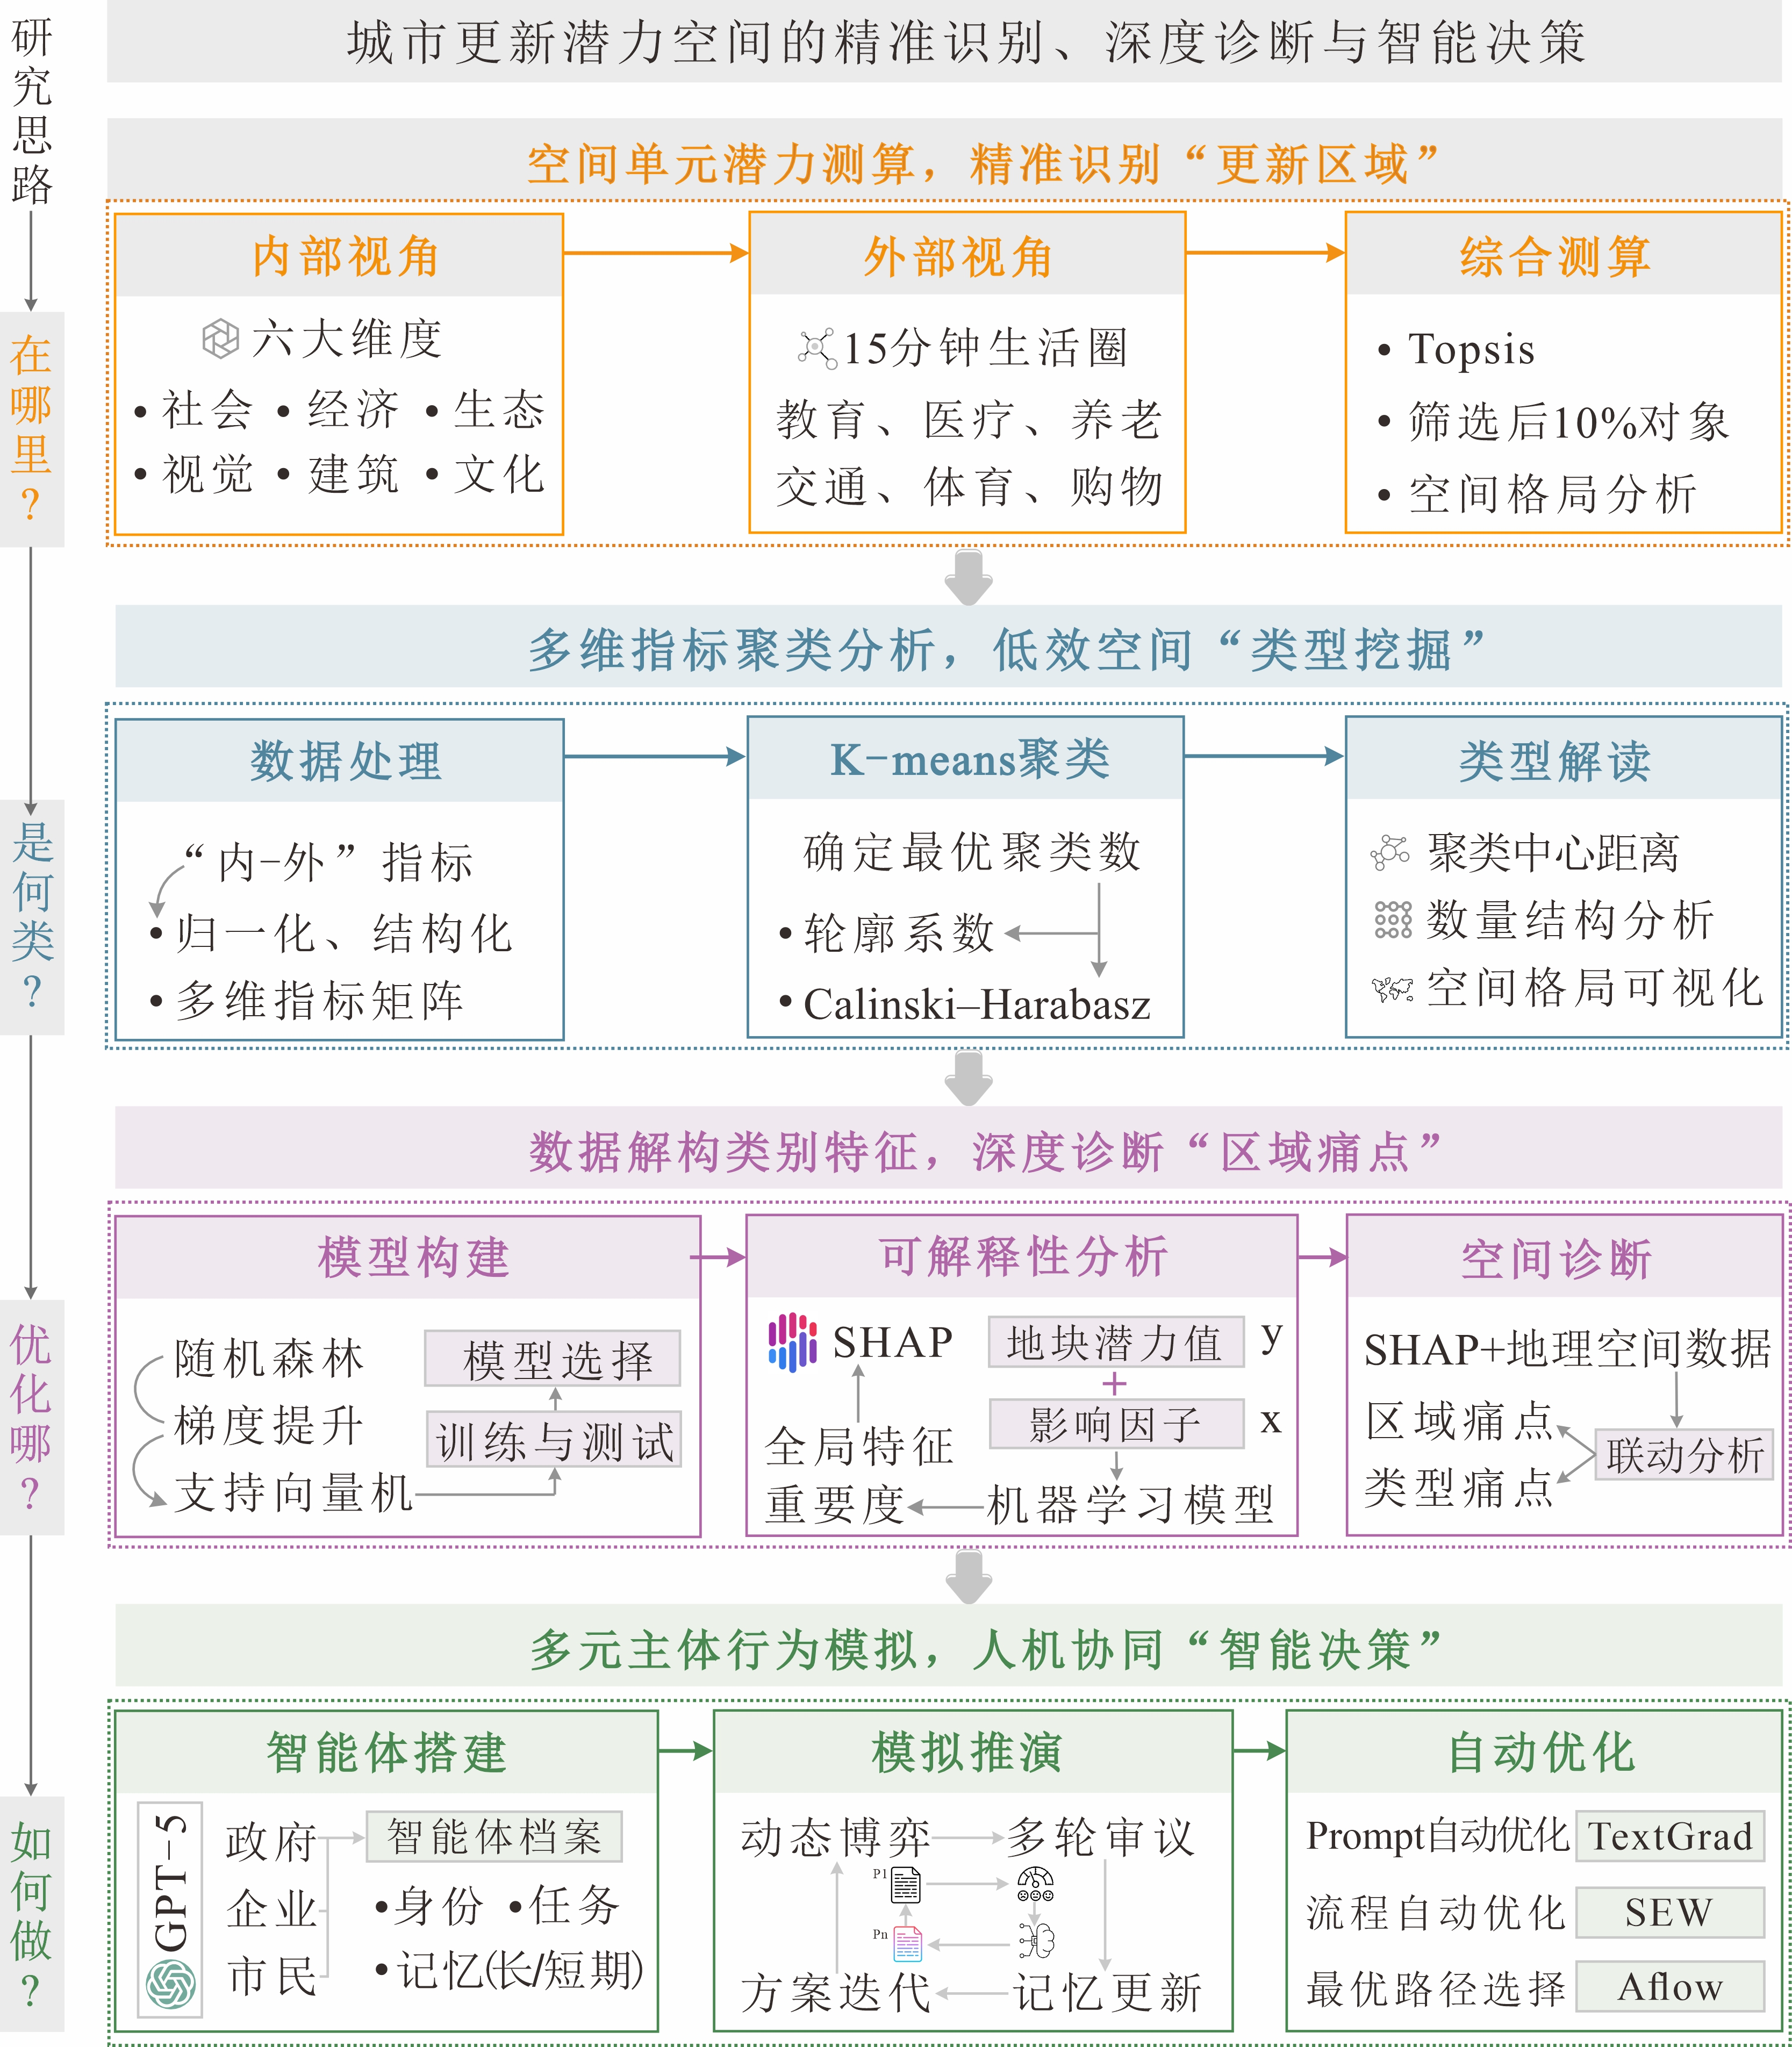 研究思路
城市更新潜力空间的精准识别、深度诊断与智能决策
在哪里？
空间单元潜力测算，精准识别“更新区域”
内部视角
六大维度
• 社会 • 经济 • 生态
• 视觉 • 建筑 • 文化
外部视角
15分钟生活圈
教育、医疗、养老
交通、体育、购物
综合测算
• Topsis
• 筛选后10%对象
• 空间格局分析
是何类？
多维指标聚类分析，低效空间“类型挖掘”
数据处理
“内-外”指标
• 归一化、结构化
• 多维指标矩阵
K-means聚类
确定最优聚类数
• 轮廓系数
• Calinski–Harabasz
类型解读
聚类中心距离
数量结构分析
空间格局可视化
优化哪？
数据解构类别特征，深度诊断“区域痛点”
模型构建
随机森林
梯度提升
支持向量机
模型选择
训练与测试
可解释性分析
SHAP
全局特征
重要度
地块潜力值 y
+
影响因子 x
机器学习模型
空间诊断
SHAP+地理空间数据
区域痛点
类型痛点
联动分析
如何做？
多元主体行为模拟，人机协同“智能决策”
智能体搭建
GPT-5
政府
企业
市民
智能体档案
•身份 •任务
•记忆(长/短期)
模拟推演
动态博弈
多轮审议
P1
Pn
方案迭代
记忆更新
自动优化
Prompt自动优化 TextGrad
流程自动优化 SEW
最优路径选择 Aflow